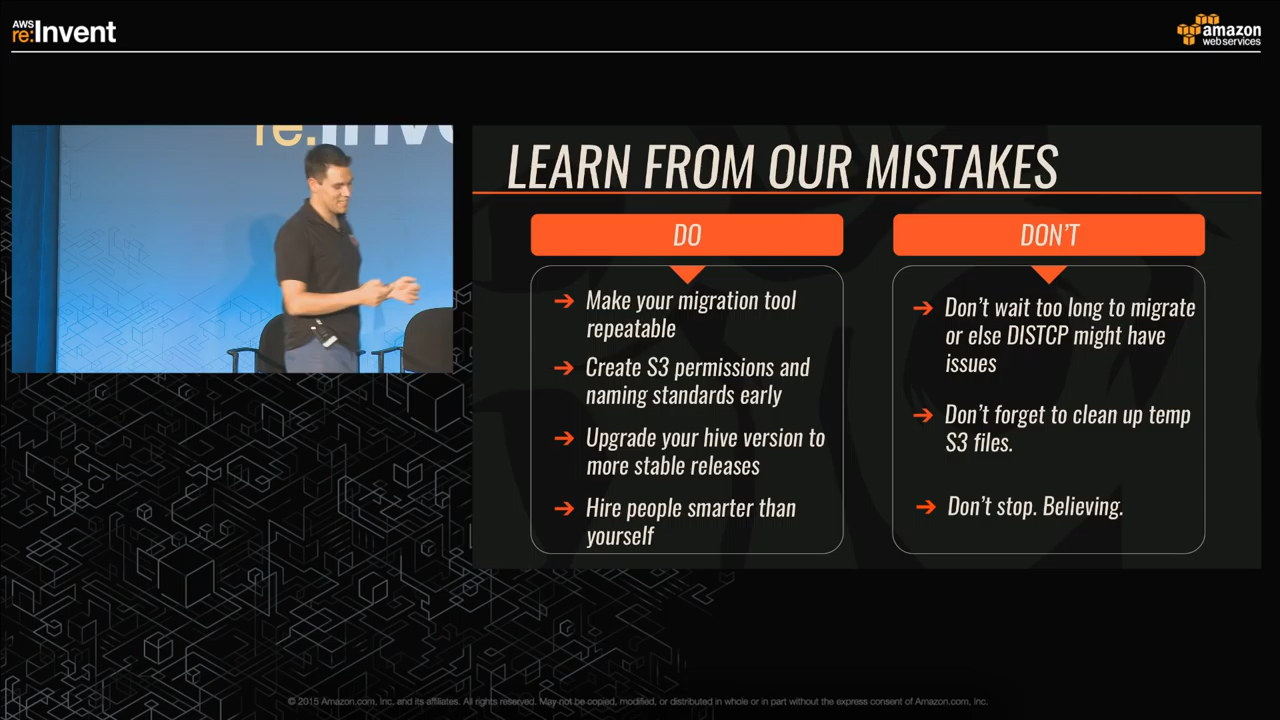 AWS
re:Invent
amazon
web services
re:Inve
LEARN FROM OUR MISTAKES
DO
➔ Make your migration tool
repeatable
➔ Create S3 permissions and
naming standards early
➔ Upgrade your hive version to
more stable releases
➔ Hire people smarter than
yourself
DON'T
➔ Don't wait too long to migrate
or else DISTCP might have
issues
➔ Don't forget to clean up temp
S3 files.
➔ Don't stop. Believing.
© 2015 Amazon.com, Inc. and its affiliates. All rights reserved. May not be copied, modified, or distributed in whole or in part without the express consent of Amazon.com, Inc.